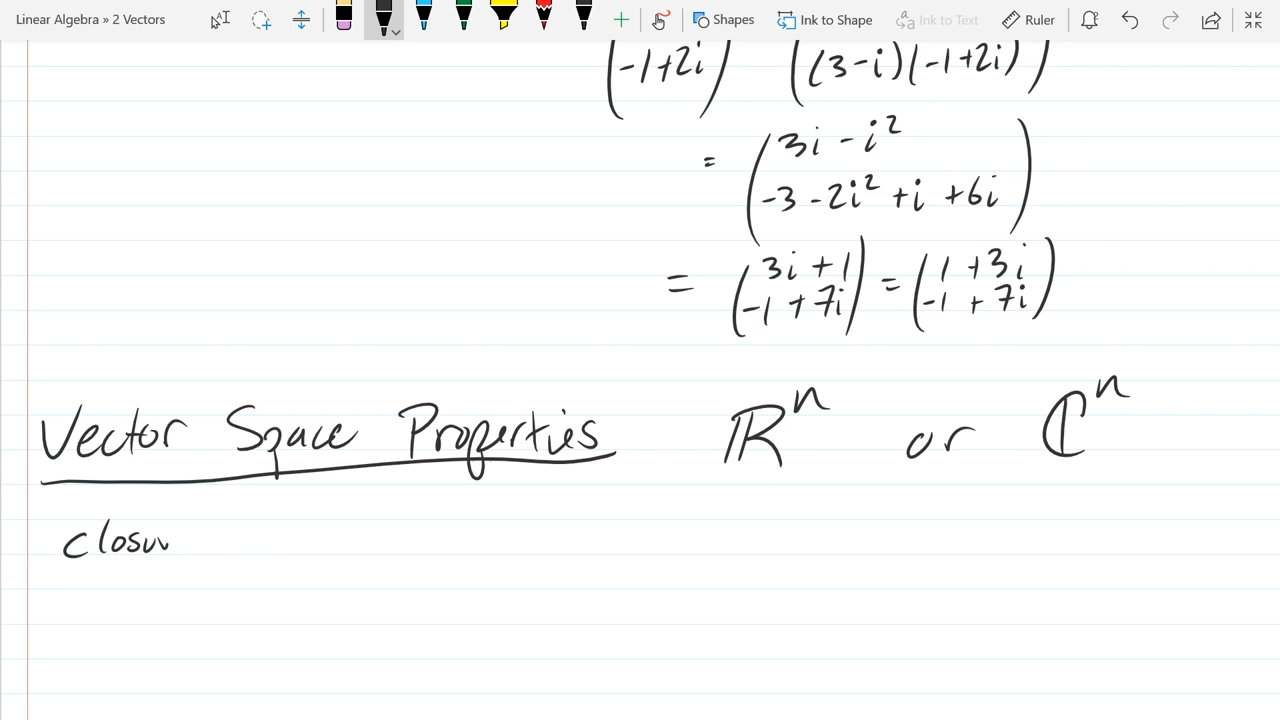 Linear Algebra » 2 Vectors
Shapes
Ink to Shape
Ink to Text
Ruler
(-1+2i) ((3-i)(-1+2i))
= (3i - i²
-3 - 2i² + i + 6i)
= (3i + 1
-1 + 7i) = (1 + 3i
-1 + 7i)
Vector Space Properties ℝⁿ or ℂⁿ
closu